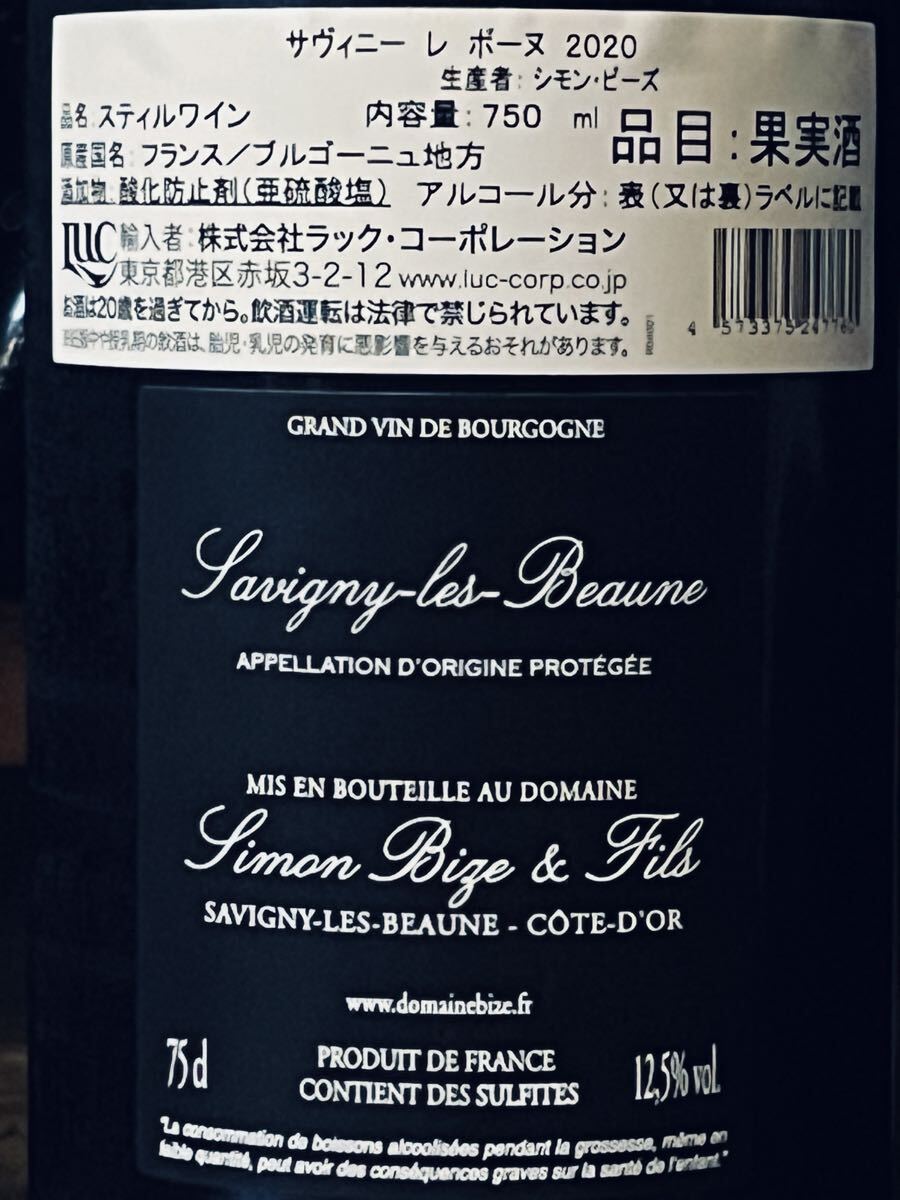 サヴィニー レ ボーヌ 2020
生産者: シモン・ビーズ
品名: スティルワイン 内容量: 750 ml
品目: 果実酒
原産国名: フランス/ブルゴーニュ地方
添加物: 酸化防止剤(亜硫酸塩) アルコール分: 表(又は裏)ラベルに記載
LUC 輸入者: 株式会社ラック・コーポレーション
東京都港区赤坂3-2-12 www.luc-corp.co.jp
お酒は20歳を過ぎてから。飲酒運転は法律で禁じられています。
妊娠中や授乳期の飲酒は、胎児・乳児の発育に悪影響を与えるおそれがあります。
GRAND VIN DE BOURGOGNE
Savigny-les-Beaune
APPELLATION D'ORIGINE PROTÉGÉE
MIS EN BOUTEILLE AU DOMAINE
Simon Bize & Fils
SAVIGNY-LES-BEAUNE - CÔTE-D'OR
www.domainebize.fr
75cl PRODUIT DE FRANCE 12,5% vol.
CONTIENT DES SULFITES
"La consommation de boissons alcoolisées pendant la grossesse, même en
faible quantité, peut avoir des conséquences graves sur la santé de l'enfant."